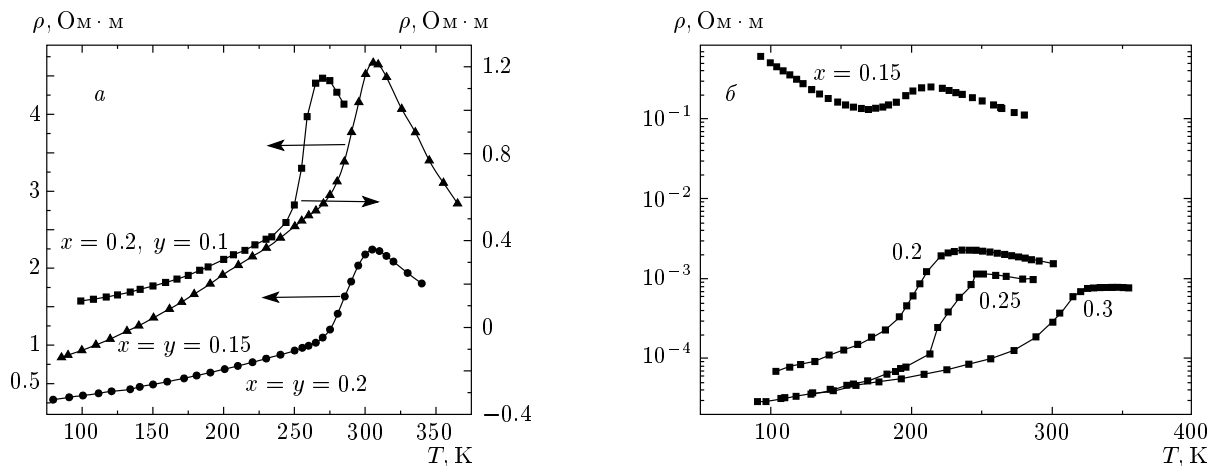 ρ, Ом · м
ρ, Ом · м
а
4
3
2
1
0.5
1.2
0.8
0.4
0
−0.4
x = 0.2, y = 0.1
x = y = 0.15
x = y = 0.2
100 150 200 250 300 350
T, K
ρ, Ом · м
б
x = 0.15
10⁻¹
10⁻²
10⁻³
10⁻⁴
0.2
0.25
0.3
100 200 300 400
T, K